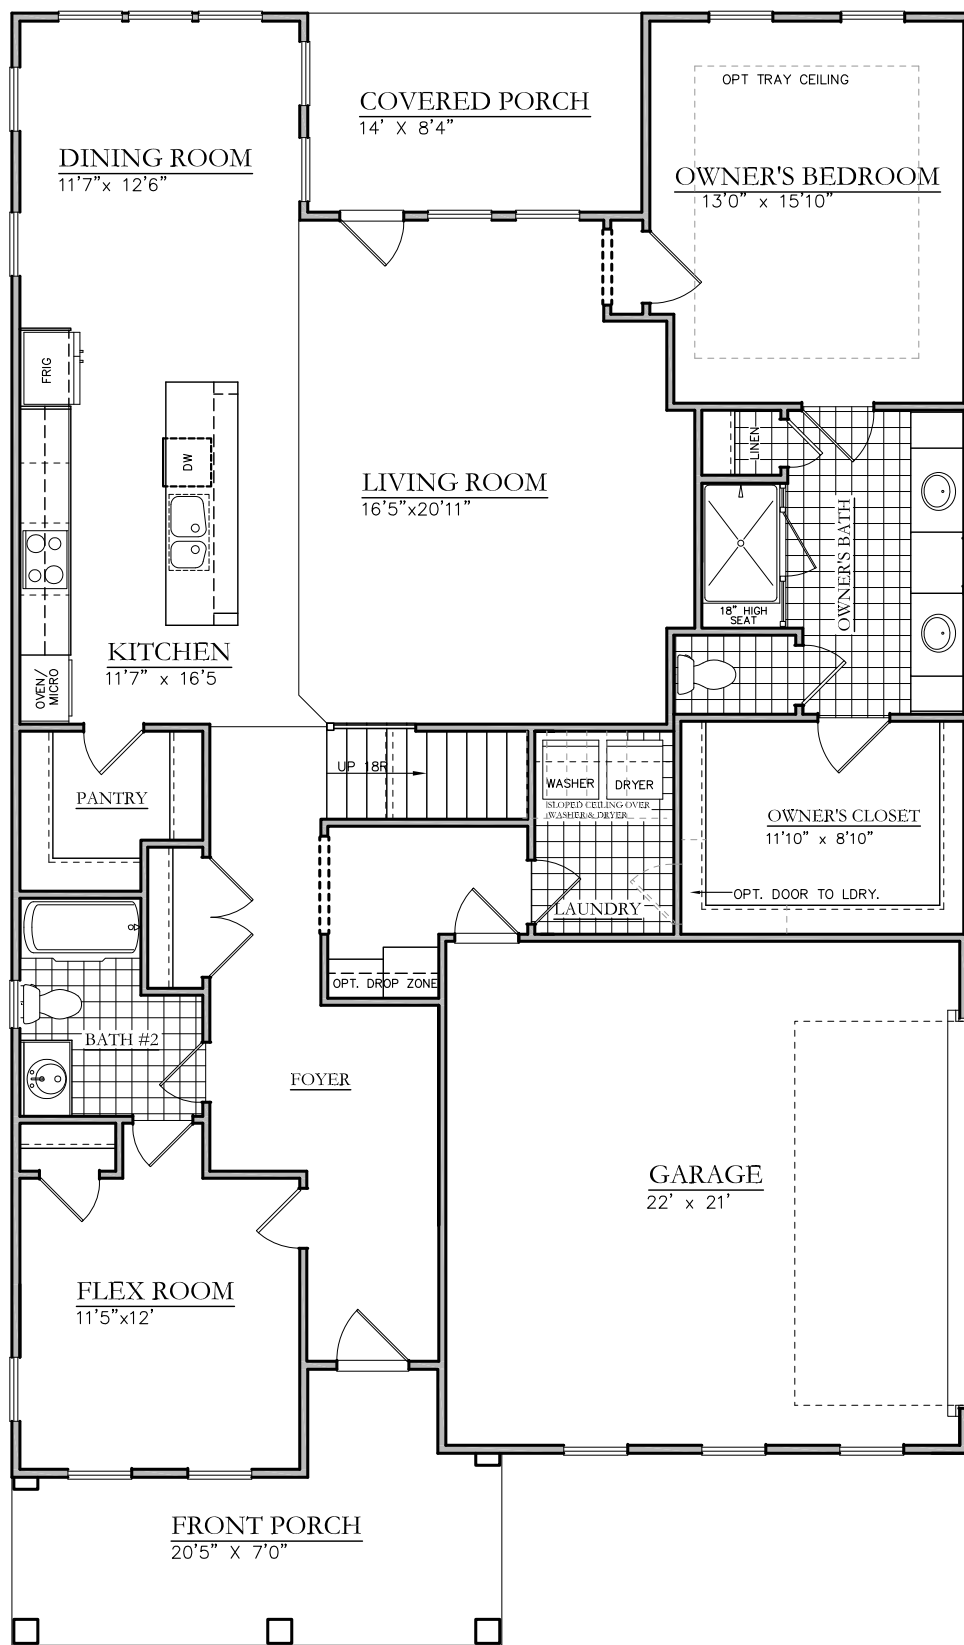 OPT TRAY CEILING
COVERED PORCH
14' X 8'4"
DINING ROOM
11'7"x 12'6"
OWNER'S BEDROOM
13'0" x 15'10"
FRIG
DW
LINEN
LIVING ROOM
16'5"x20'11"
OWNER'S BATH
18" HIGH
SEAT
KITCHEN
11'7" x 16'5
OVEN/
MICRO
UP 18R
WASHER
DRYER
SLOPED CEILING OVER
WASHER & DRYER
PANTRY
OWNER'S CLOSET
11'10" x 8'10"
OPT. DOOR TO LDRY.
LAUNDRY
OPT. DROP ZONE
BATH #2
FOYER
GARAGE
22' x 21'
FLEX ROOM
11'5"x12'
FRONT PORCH
20'5" X 7'0"